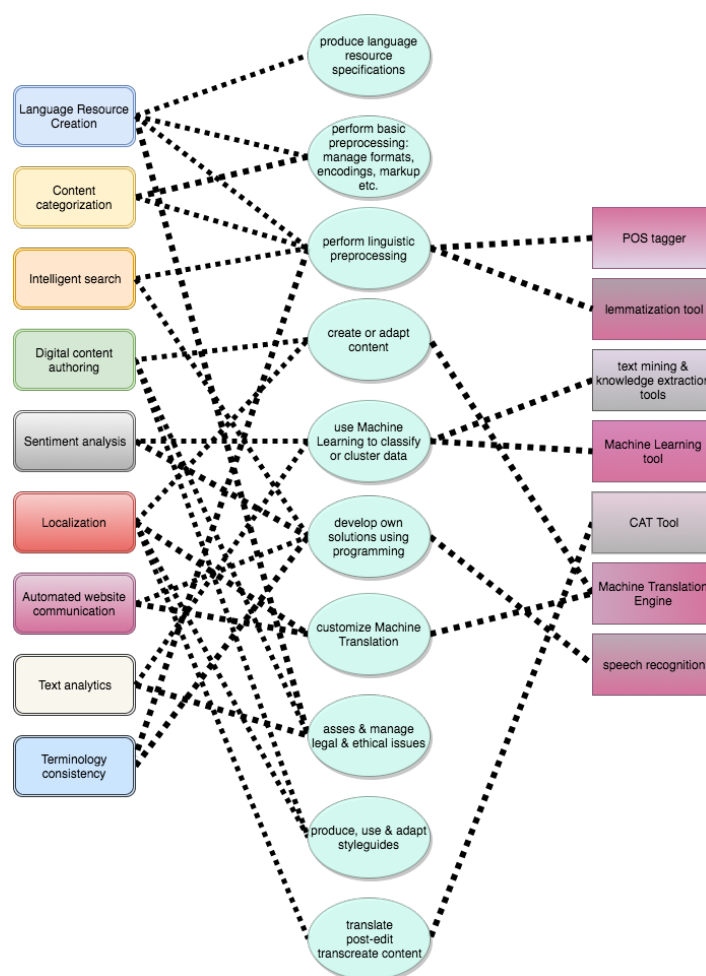 produce language
resource
specifications
Language Resource
Creation
perform basic
preprocessing:
manage formats,
encodings, markup
etc.
Content
categorization
perform linguistic
preprocessing
POS tagger
Intelligent search
lemmatization tool
create or adapt
content
Digital content
authoring
text mining &
knowledge extraction
tools
use Machine
Learning to classify
or cluster data
Sentiment analysis
Machine Learning
tool
Localization
develop own
solutions using
programming
CAT Tool
Automated website
communication
Machine Translation
Engine
customize Machine
Translation
speech recognition
Text analytics
asses & manage
legal & ethical issues
Terminology
consistency
produce, use & adapt
styleguides
translate
post-edit
transcreate content